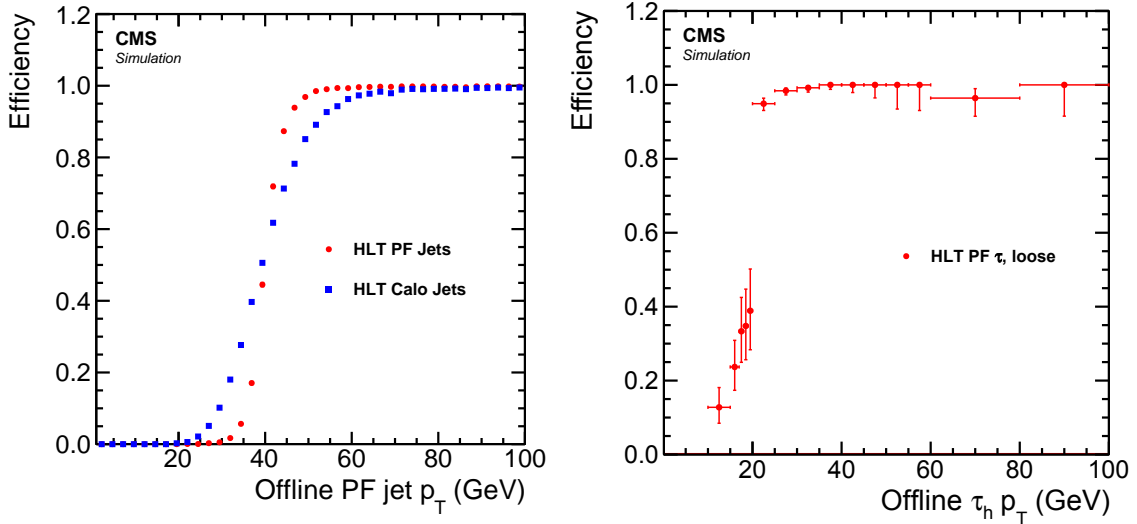 CMS
Simulation
Efficiency
1.2
1.0
0.8
0.6
0.4
0.2
0.0
HLT PF Jets
HLT Calo Jets
20 40 60 80 100
Offline PF jet p_T (GeV)
CMS
Simulation
Efficiency
1.2
1.0
0.8
0.6
0.4
0.2
0.0
HLT PF τ, loose
20 40 60 80 100
Offline τ_h p_T (GeV)